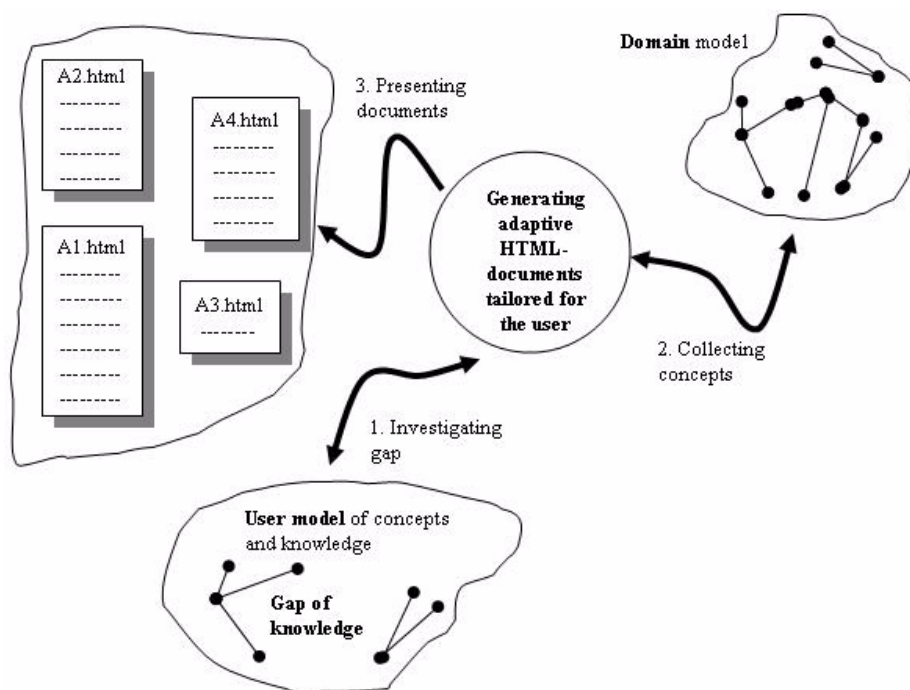 A2.html
--------
--------
--------
--------
A4.html
--------
--------
--------
--------
A1.html
--------
--------
--------
--------
--------
--------
A3.html
-------
3. Presenting
documents
Generating
adaptive
HTML-
documents
tailored for
the user
Domain model
2. Collecting
concepts
1. Investigating
gap
User model of concepts
and knowledge
Gap of
knowledge